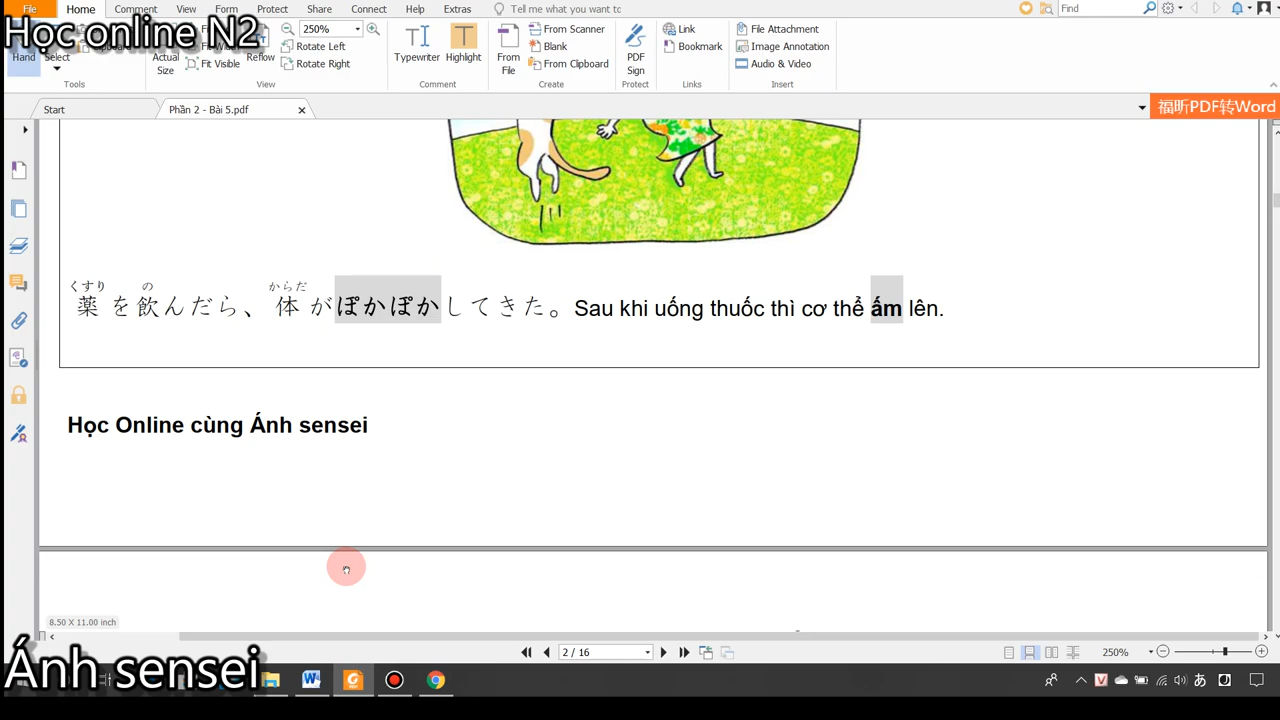 File Home Comment View Form Protect Share Connect Help Extras Tell me what you want to Find
Học online N2
Hand Select Actual Size Fit Visible Reflow 250% Rotate Left Rotate Right Typewriter Highlight From File From Scanner Blank From Clipboard PDF Sign Link Bookmark File Attachment Image Annotation Audio & Video
Tools View Comment Create Protect Links Insert
Start Phần 2 - Bài 5.pdf 福昕PDF转Word
くすり の からだ
薬を飲んだら、体がぽかぽかしてきた。Sau khi uống thuốc thì cơ thể ấm lên.
Học Online cùng Ánh sensei
8.50 X 11.00 inch
2 / 16 250%
Ánh sensei